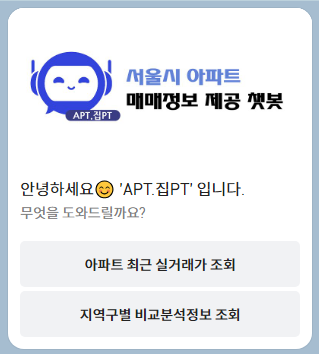 서울시 아파트
매매정보 제공 챗봇
APT.집PT
안녕하세요😊 'APT.집PT' 입니다.
무엇을 도와드릴까요?
아파트 최근 실거래가 조회
지역구별 비교분석정보 조회